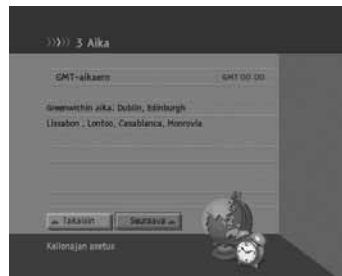 3 Aika
GMT-aikaero GMT 00:00
Greenwichin aika. Dublin, Edinburgh
Lissabon , Lontoo, Casablanca, Monrovia
Takaisin Seuraava
Kellonajan asetus